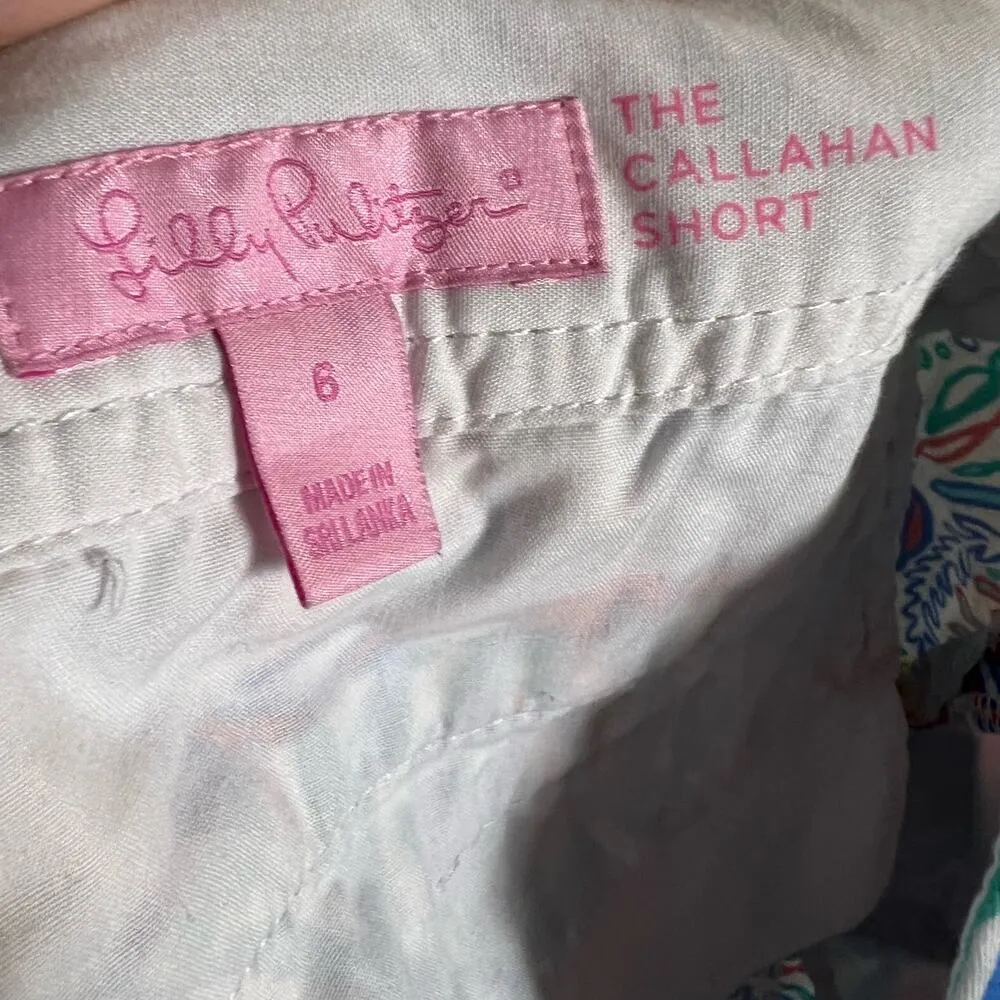 Lilly Pulitzer®
THE
CALLAHAN
SHORT
6
MADE IN
SRI LANKA